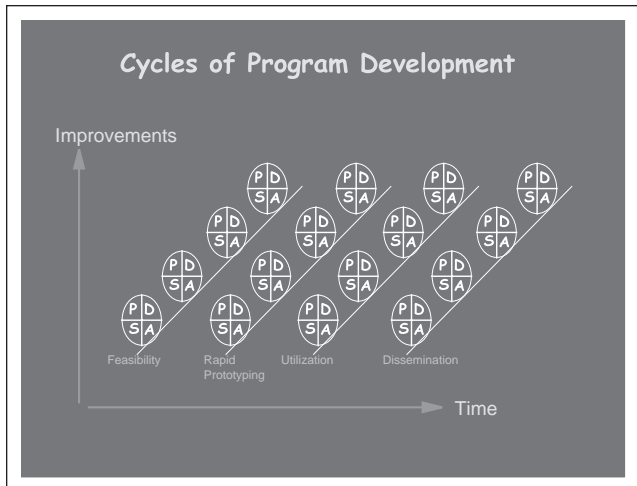 Cycles of Program Development
Improvements
P D P D P D P D
S A S A S A S A
P D P D P D P D
S A S A S A S A
P D P D P D P D
S A S A S A S A
P D P D P D P D
S A S A S A S A
Feasibility Rapid Utilization Dissemination
Prototyping
Time